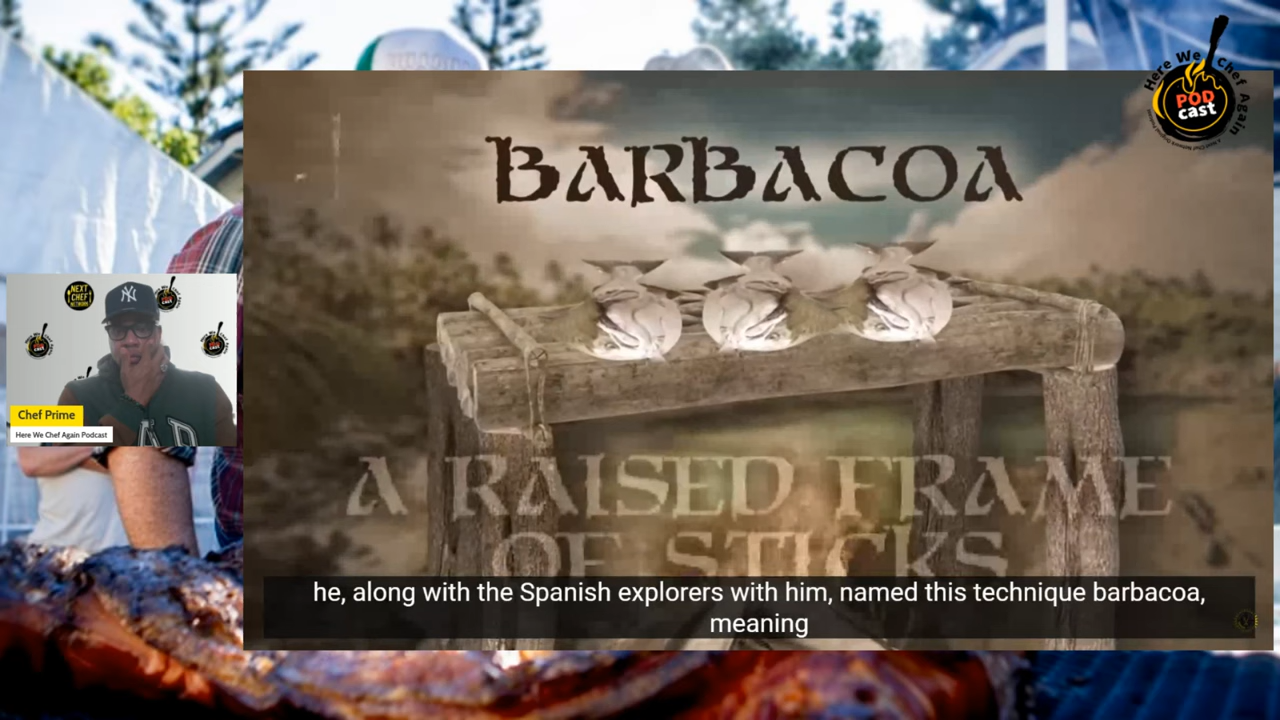 Here We Chef Again
POD
cast
BARBACOA
NEXT
CHEF
NETWORK
Chef Prime
Here We Chef Again Podcast
A RAISED FRAME
OF STICKS
he, along with the Spanish explorers with him, named this technique barbacoa,
meaning